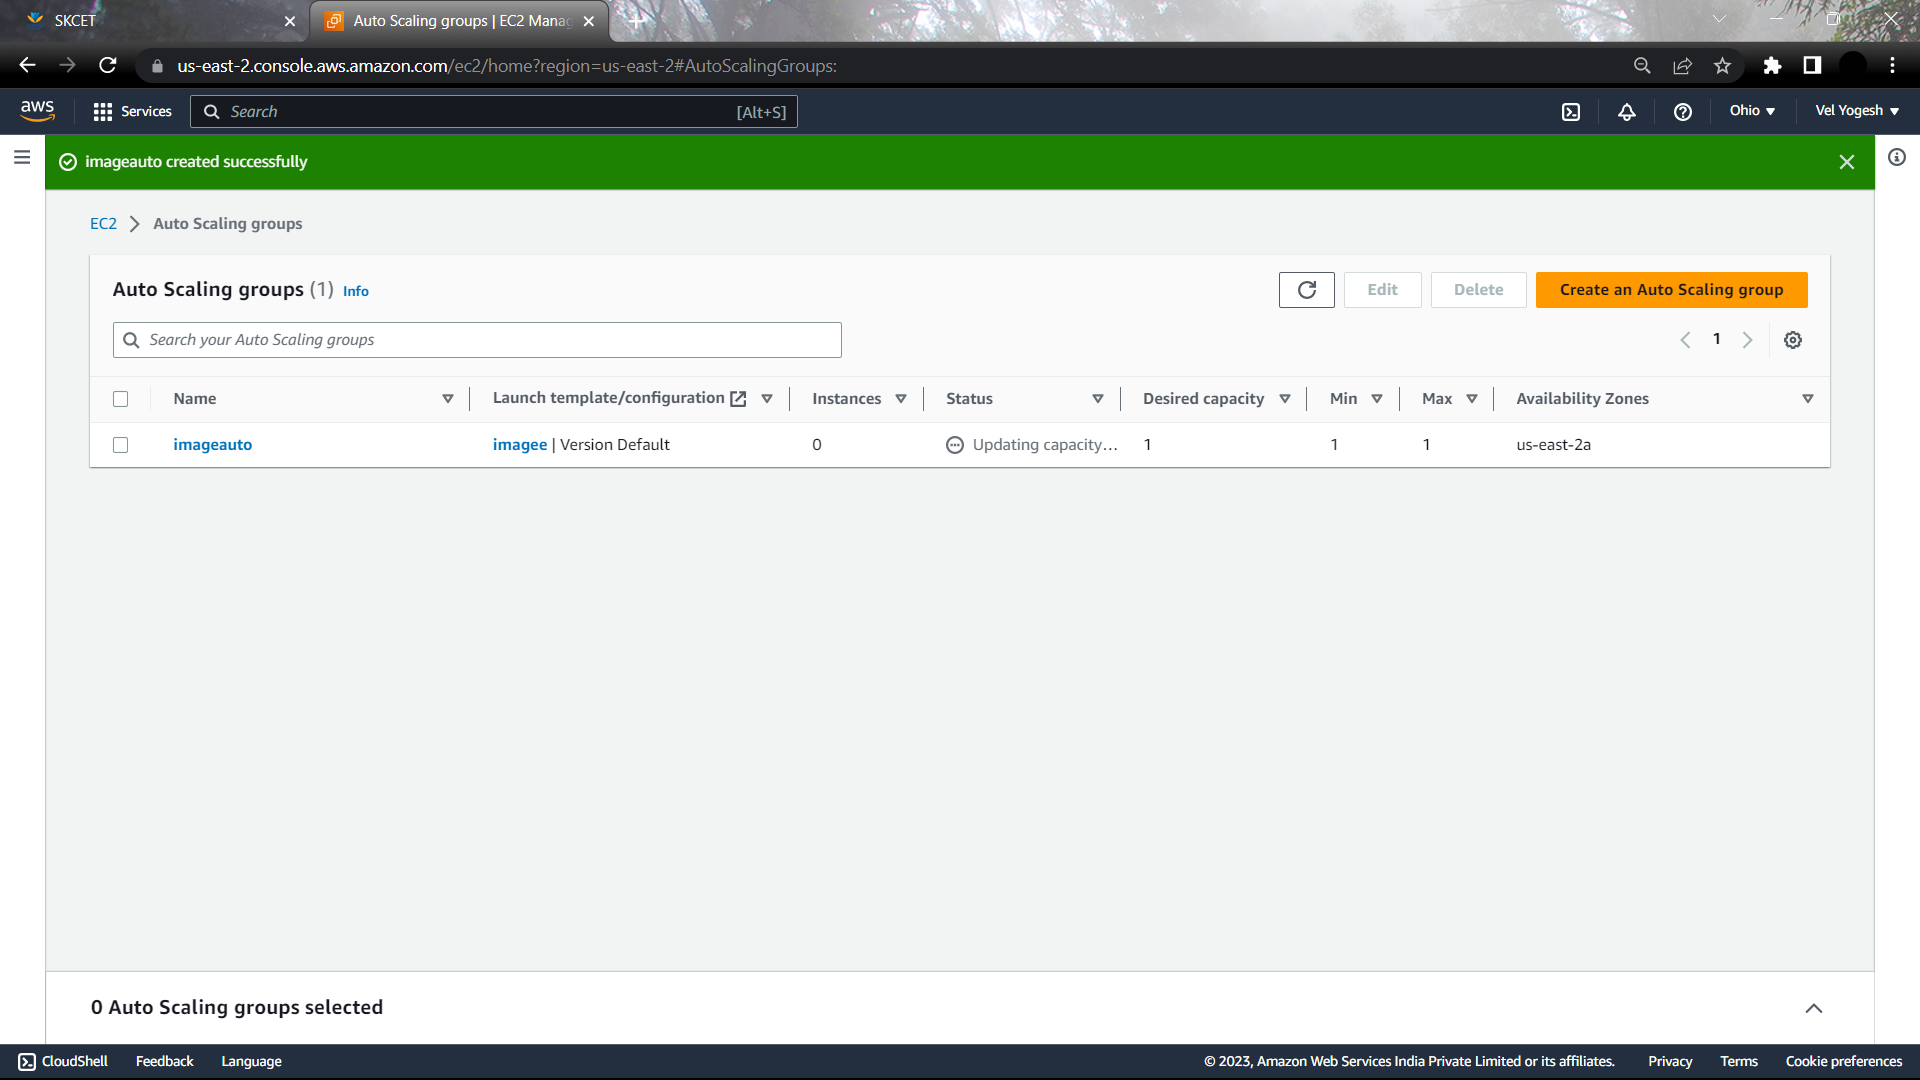 SKCET
Auto Scaling groups | EC2 Mana
us-east-2.console.aws.amazon.com/ec2/home?region=us-east-2#AutoScalingGroups:
aws
Services
Search
[Alt+S]
Ohio
Vel Yogesh
imageauto created successfully
EC2
Auto Scaling groups
Auto Scaling groups (1) Info
Edit
Delete
Create an Auto Scaling group
Search your Auto Scaling groups
1
Name Launch template/configuration Instances Status Desired capacity Min Max Availability Zones
imageauto imagee | Version Default 0 Updating capacity... 1 1 1 us-east-2a
0 Auto Scaling groups selected
CloudShell Feedback Language © 2023, Amazon Web Services India Private Limited or its affiliates. Privacy Terms Cookie preferences